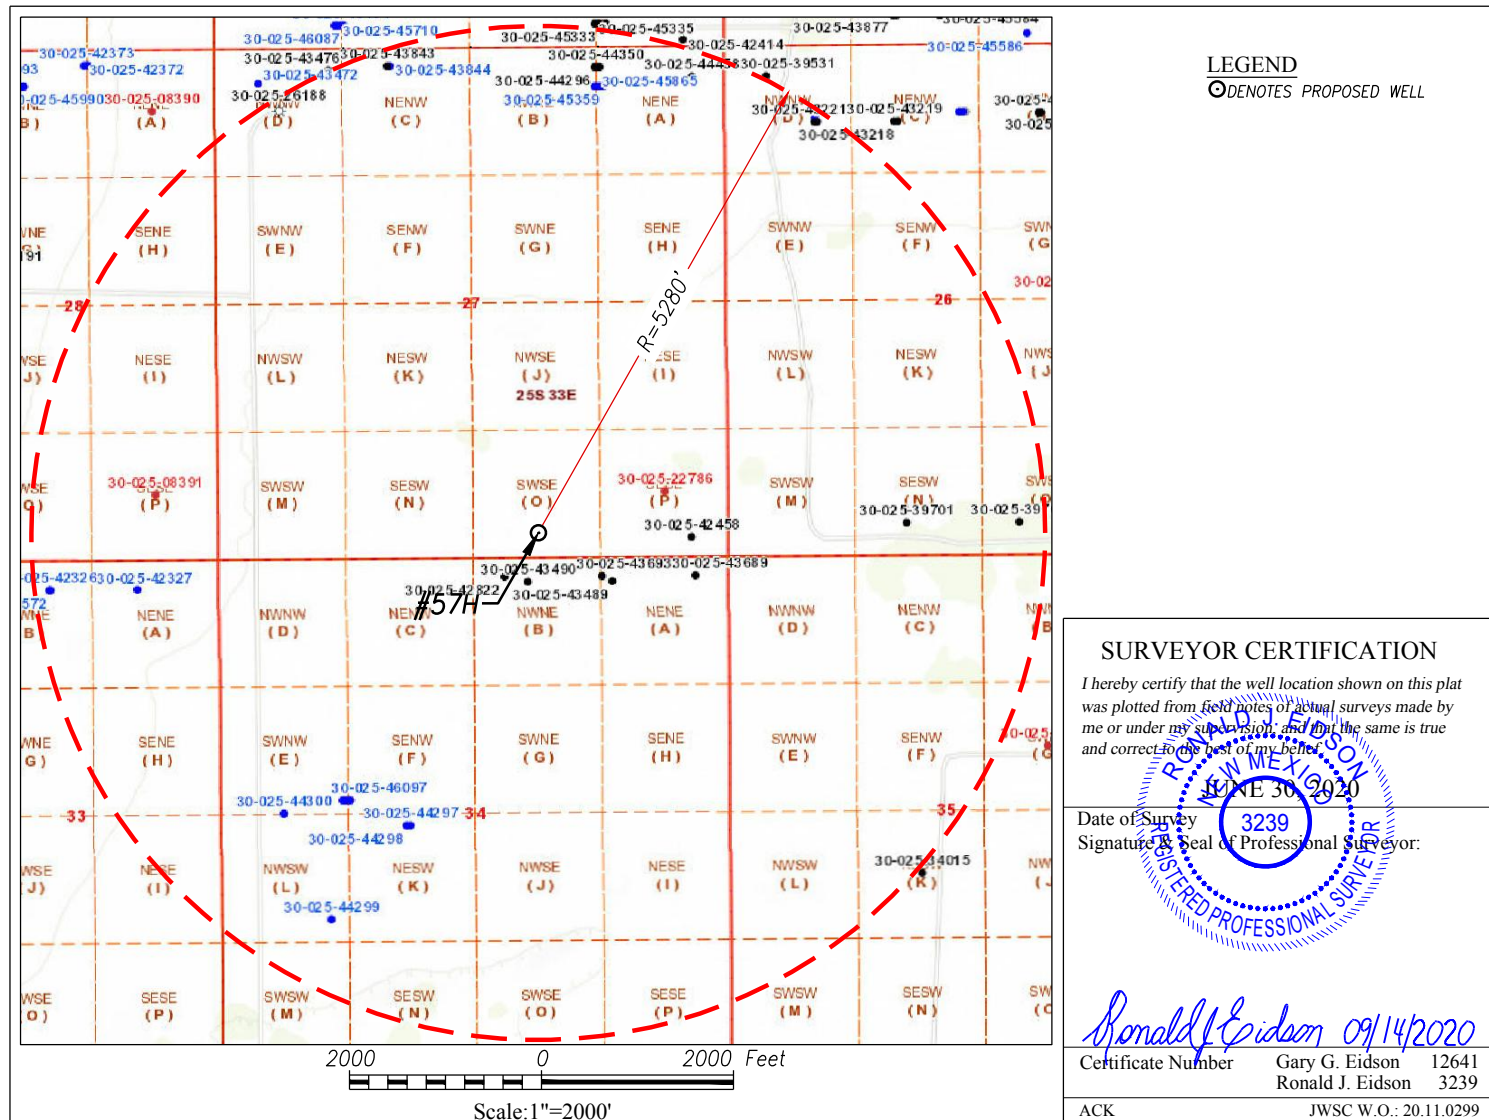 30-025-45710
30-025-46087
30-025-45335
30-025-45333
30-025-43877
30-025-45584
30-025-42414
30-025-45586
30-025-42373
30-025-42372
30-025-43476
30-025-43843
30-025-43472
30-025-43844
30-025-44350
30-025-39531
30-025-44296
30-025-45865
30-025-45359
30-025-45990
30-025-08390
30-025-26188
30-025-43219
30-025-43218
(A)
(D)
NENW
(C)
NWNE
(B)
NENE
(A)
SENE
(H)
SWNW
(E)
SENW
(F)
SWNE
(G)
SENE
(H)
SWNW
(E)
SENW
(F)
28
27
26
R=5280'
NESE
(I)
NWSW
(L)
NESW
(K)
NWSE
(J)
(I)
NWSW
(L)
NESW
(K)
25S 33E
30-025-08391
(P)
SWSW
(M)
SESW
(N)
SWSE
(O)
30-025-22786
(P)
SWSW
(M)
SESW
(N)
30-025-42458
30-025-39701
30-025-42327
30-025-43490
30-025-43693
30-025-43689
30-025-42822
30-025-43489
#57H
NENE
(A)
NWNW
(D)
NENW
(C)
NWNE
(B)
NENE
(A)
NWNW
(D)
NENW
(C)
SENE
(H)
SWNW
(E)
SENW
(F)
SWNE
(G)
SENE
(H)
SWNW
(E)
SENW
(F)
30-025-46097
30-025-44300
30-025-44297
30-025-44298
33
34
35
NESE
(I)
NWSW
(L)
NESW
(K)
NWSE
(J)
NESE
(I)
NWSW
(L)
30-025-34015
(K)
30-025-44299
SESE
(P)
SWSW
(M)
SESW
(N)
SWSE
(O)
SESE
(P)
SWSW
(M)
SESW
(N)
2000 0 2000 Feet
Scale:1"=2000'
LEGEND
DENOTES PROPOSED WELL
SURVEYOR CERTIFICATION
I hereby certify that the well location shown on this plat
was plotted from field notes of actual surveys made by
me or under my supervision, and that the same is true
and correct to the best of my belief.
JUNE 30, 2020
Date of Survey
Signature & Seal of Professional Surveyor:
RONALD J. EIDSON
NEW MEXICO
3239
REGISTERED PROFESSIONAL SURVEYOR
Ronald J Eidson 09/14/2020
Certificate Number Gary G. Eidson 12641
Ronald J. Eidson 3239
ACK JWSC W.O.: 20.11.0299